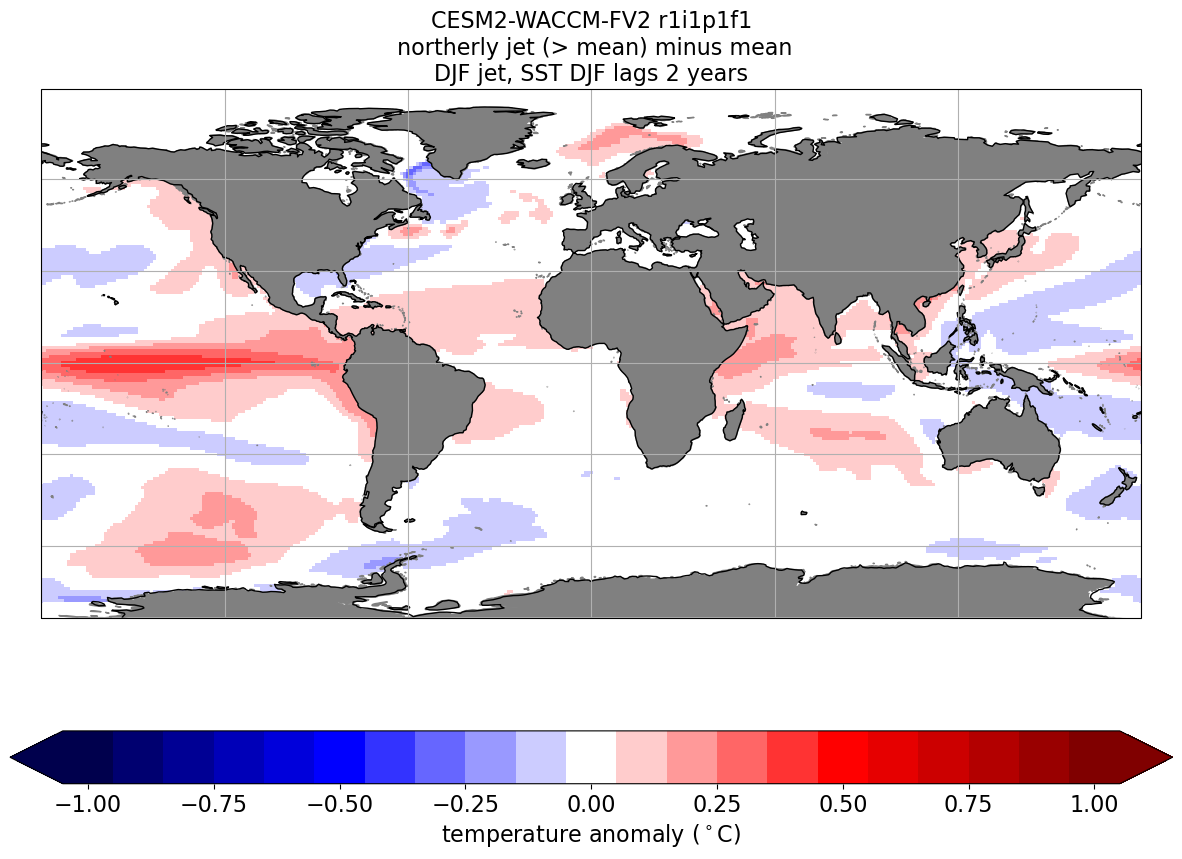 CESM2-WACCM-FV2 r1i1p1f1
northerly jet (> mean) minus mean
DJF jet, SST DJF lags 2 years
−1.00 −0.75 −0.50 −0.25 0.00 0.25 0.50 0.75 1.00
temperature anomaly (°C)